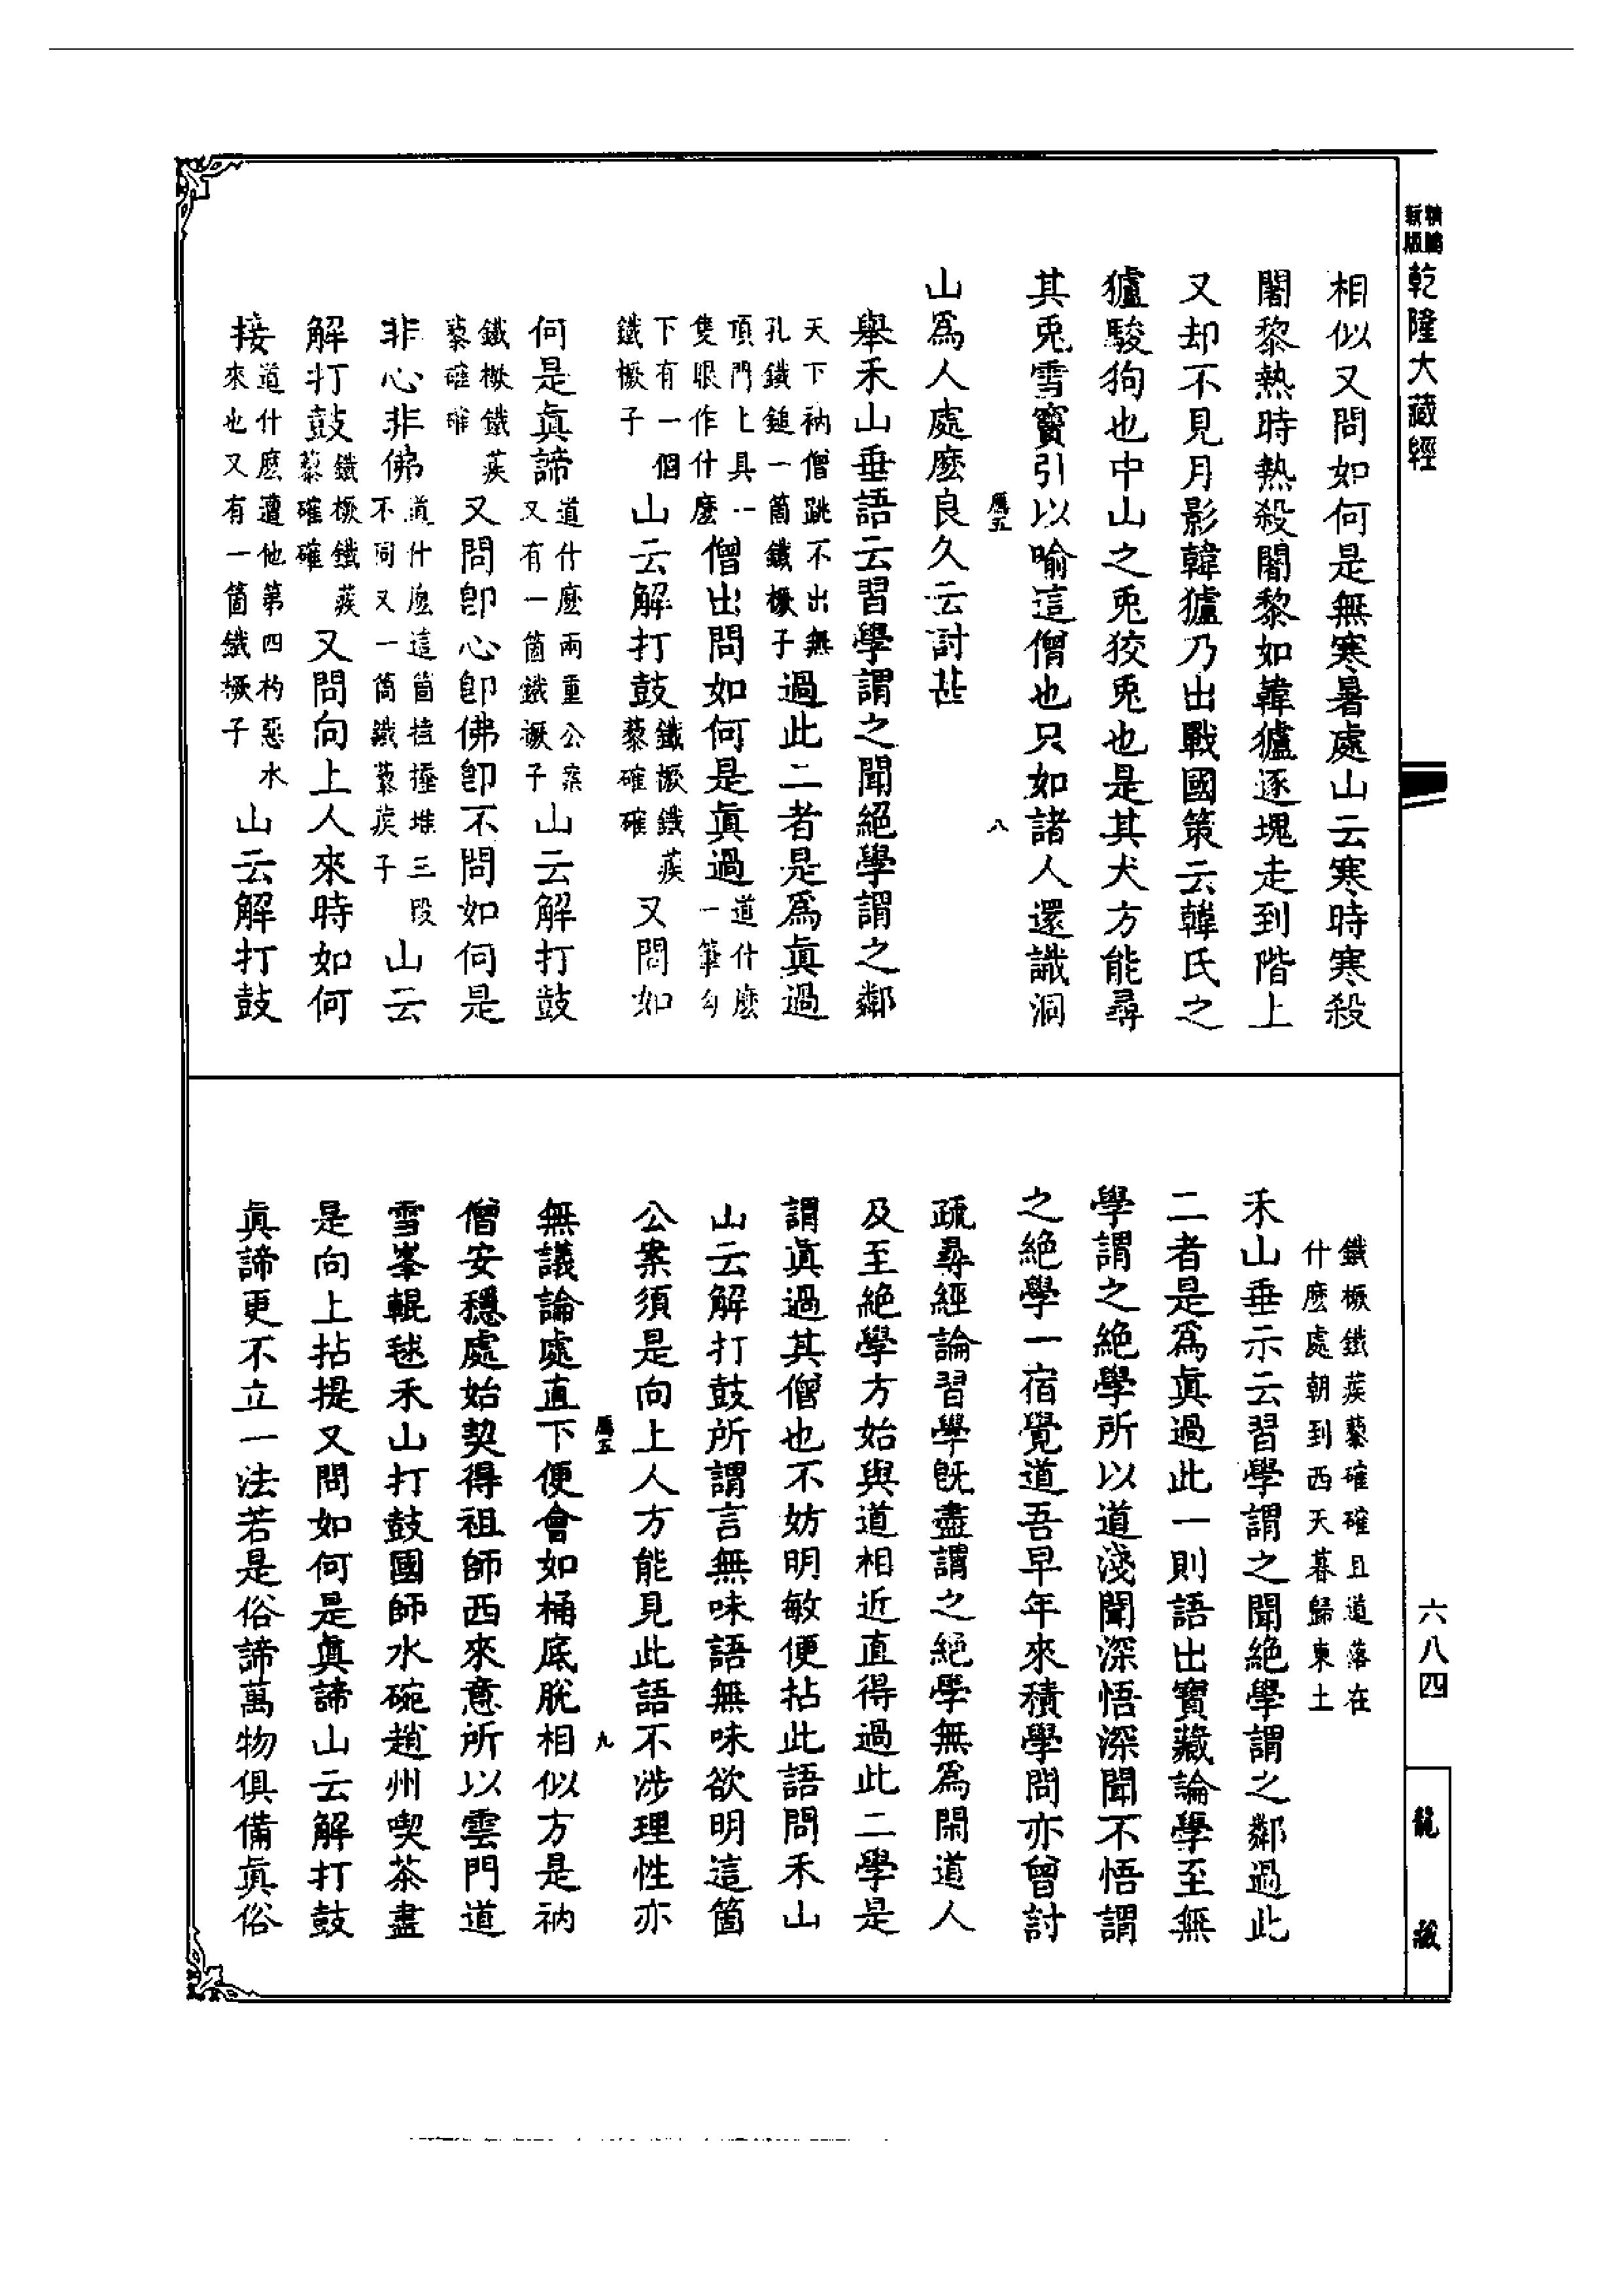 新版
精縮
乾隆大藏經
相似又問如何是無寒暑處山云寒時寒殺
闍黎熱時熱殺闍黎如韓獹逐塊走到階上
又却不見月影韓獹乃出戰國策云韓氏之
獹駿狗也中山之兎狡兎也是其犬方能尋
其兎雪竇引以喻這僧也只如諸人還識洞
八
山爲人處麽良久云討甚
舉禾山垂語云習學謂之聞絕學謂之鄰
天下衲僧跳不出無
孔鐵鎚一箇鐵橛子
過此二者是爲眞過
頂門上具一
隻眼作什麽
僧出問如何是眞過
道什麽
一筆勾
下有一個
鐵橛子
山云解打鼓
鐵橛鐵蒺
藜確確
又問如
何是眞諦
道什麽兩重公案
又有一箇鐵橛子
山云解打鼓
鐵橛鐵蒺
藜確確
又問卽心卽佛卽不問如何是
非心非佛
道什麽這箇㨪㨪堆三段
不同又一箇鐵蒺藜子
山云
解打鼓
鐵橛鐵蒺
藜確確
又問向上人來時如何
接
道什麽遭他第四杓惡水
來也又有一箇鐵橛子
山云解打鼓
鐵橛鐵蒺藜確確且道落在
什麽處朝到西天暮歸東土
禾山垂示云習學謂之聞絕學謂之鄰過此
二者是爲眞過此一則語出寶藏論學至無
學謂之絕學所以道淺聞深悟深聞不悟謂
之絕學一宿覺道吾早年來積學問亦曾討
疏尋經論習學旣盡謂之絕學無爲閑道人
及至絕學方始與道相近直得過此二學是
謂眞過其僧也不妨明敏便拈此語問禾山
山云解打鼓所謂言無味語無味欲明這箇
公案須是向上人方能見此語不涉理性亦
九
無議論處直下便會如桶底脫相似方是衲
僧安穩處始契得祖師西來意所以雲門道
雪峯輥毬禾山打鼓國師水碗趙州喫茶盡
是向上拈提又問如何是眞諦山云解打鼓
眞諦更不立一法若是俗諦萬物俱備眞俗
六八四
龍藏